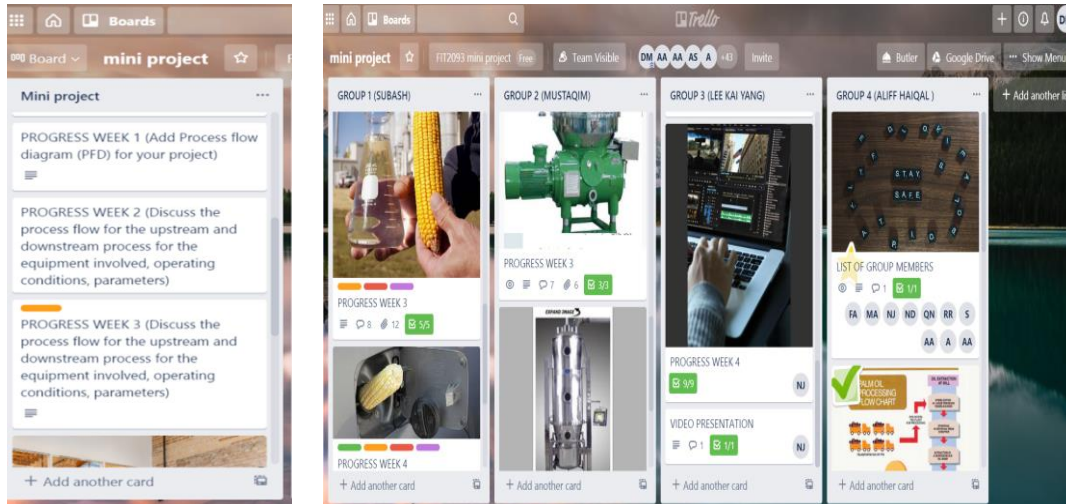 Boards
Board
mini project
Mini project
PROGRESS WEEK 1 (Add Process flow
diagram (PFD) for your project)
PROGRESS WEEK 2 (Discuss the
process flow for the upstream and
downstream process for the
equipment involved, operating
conditions, parameters)
PROGRESS WEEK 3 (Discuss the
process flow for the upstream and
downstream process for the
equipment involved, operating
conditions, parameters)
+ Add another card
Boards
Trello
mini project
FIT2093 mini project Free
Team Visible
DM AA AA AS A +43
Invite
Butler
Google Drive
... Show Menu
GROUP 1 (SUBASH)
PROGRESS WEEK 3
8 12 5/5
PROGRESS WEEK 4
+ Add another card
GROUP 2 (MUSTAQIM)
PROGRESS WEEK 3
7 6 3/3
EXPAND IMAGE
+ Add another card
GROUP 3 (LEE KAI YANG)
PROGRESS WEEK 4
9/9
NJ
VIDEO PRESENTATION
1 1/1
NJ
+ Add another card
GROUP 4 (ALIFF HAIQAL )
STAY
SAFE
LIST OF GROUP MEMBERS
1 1/1
FA MA NJ ND QN RR S
AA A AA
PALM OIL
PROCESSING
FLOW CHART
+ Add another card
+ Add another li